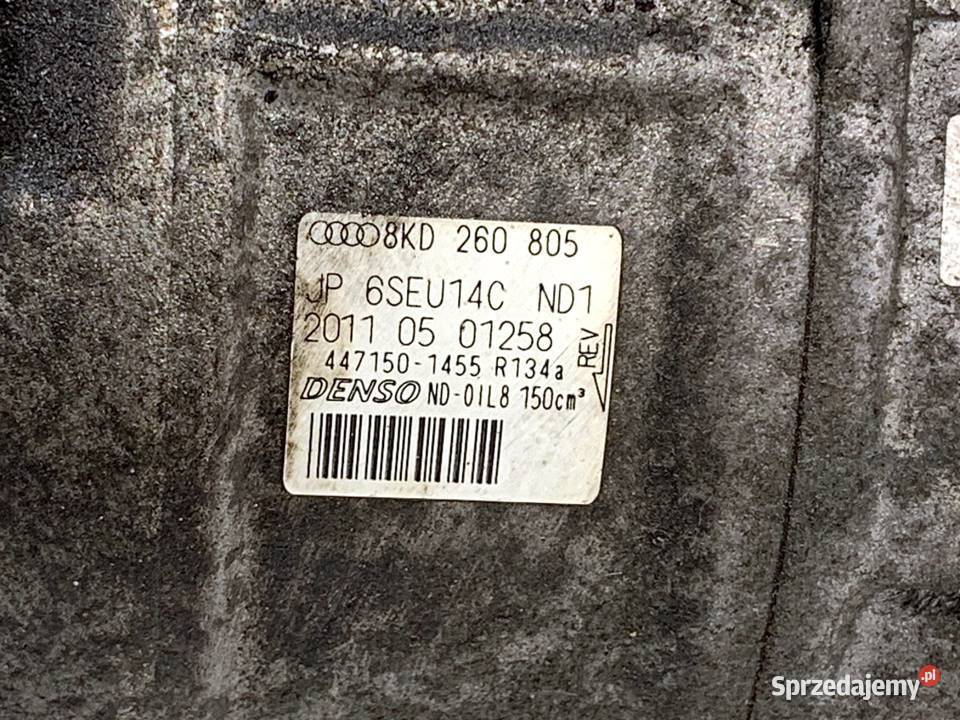 8KD 260 805
JP 6SEU14C ND1
2011 05 01258
REV
447150-1455 R134a
DENSO ND-OIL8 150cm³
Sprzedajemy.pl